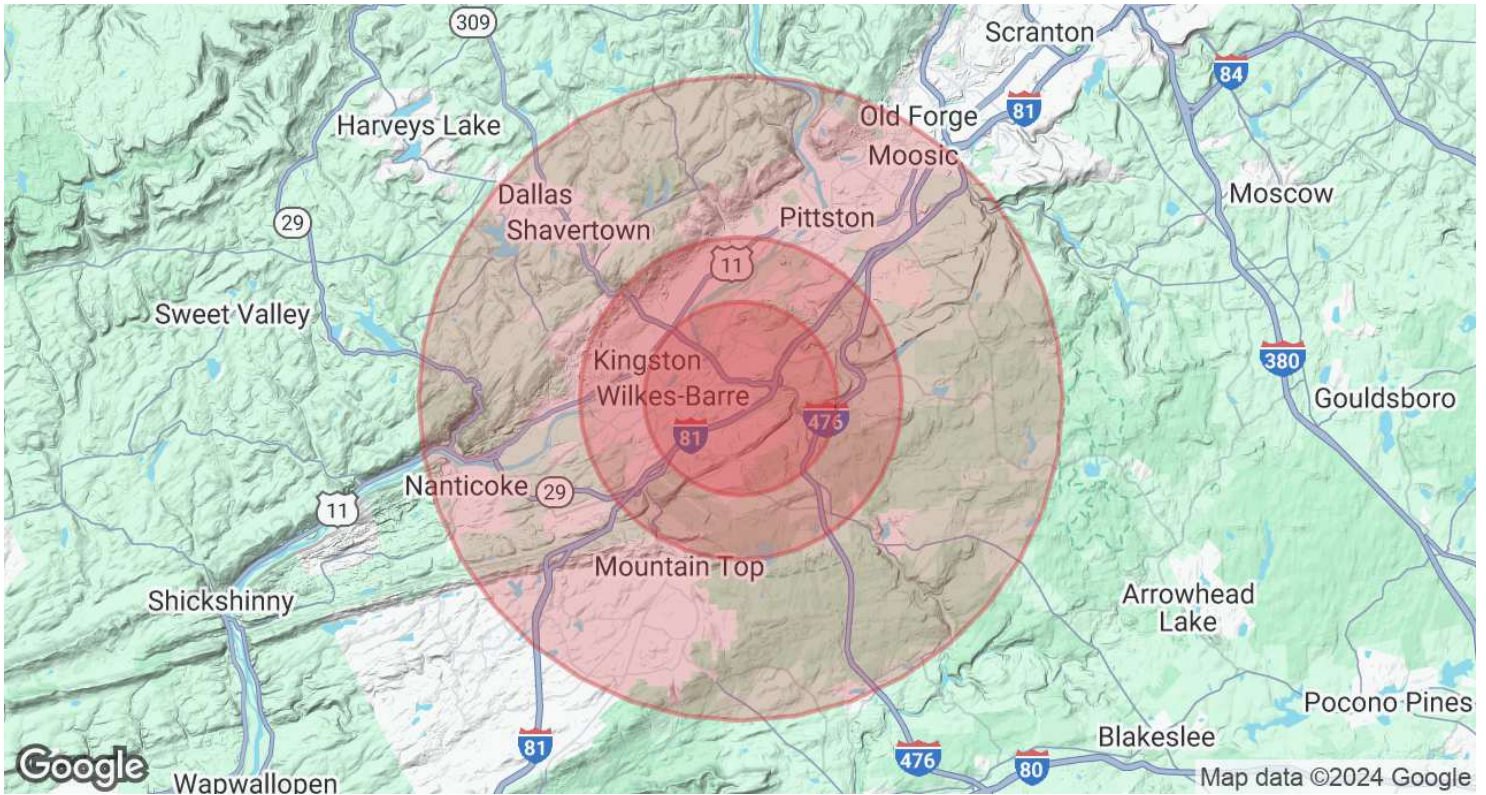 309
Scranton
84
81
Old Forge
Harveys Lake
Moosic
Dallas
Moscow
29
Pittston
Shavertown
11
Sweet Valley
Kingston
380
Wilkes-Barre
Gouldsboro
81
476
Nanticoke
29
11
Mountain Top
Shickshinny
Arrowhead
Lake
Pocono Pines
81
476
Blakeslee
80
Google
Wapwallopen
Map data ©2024 Google